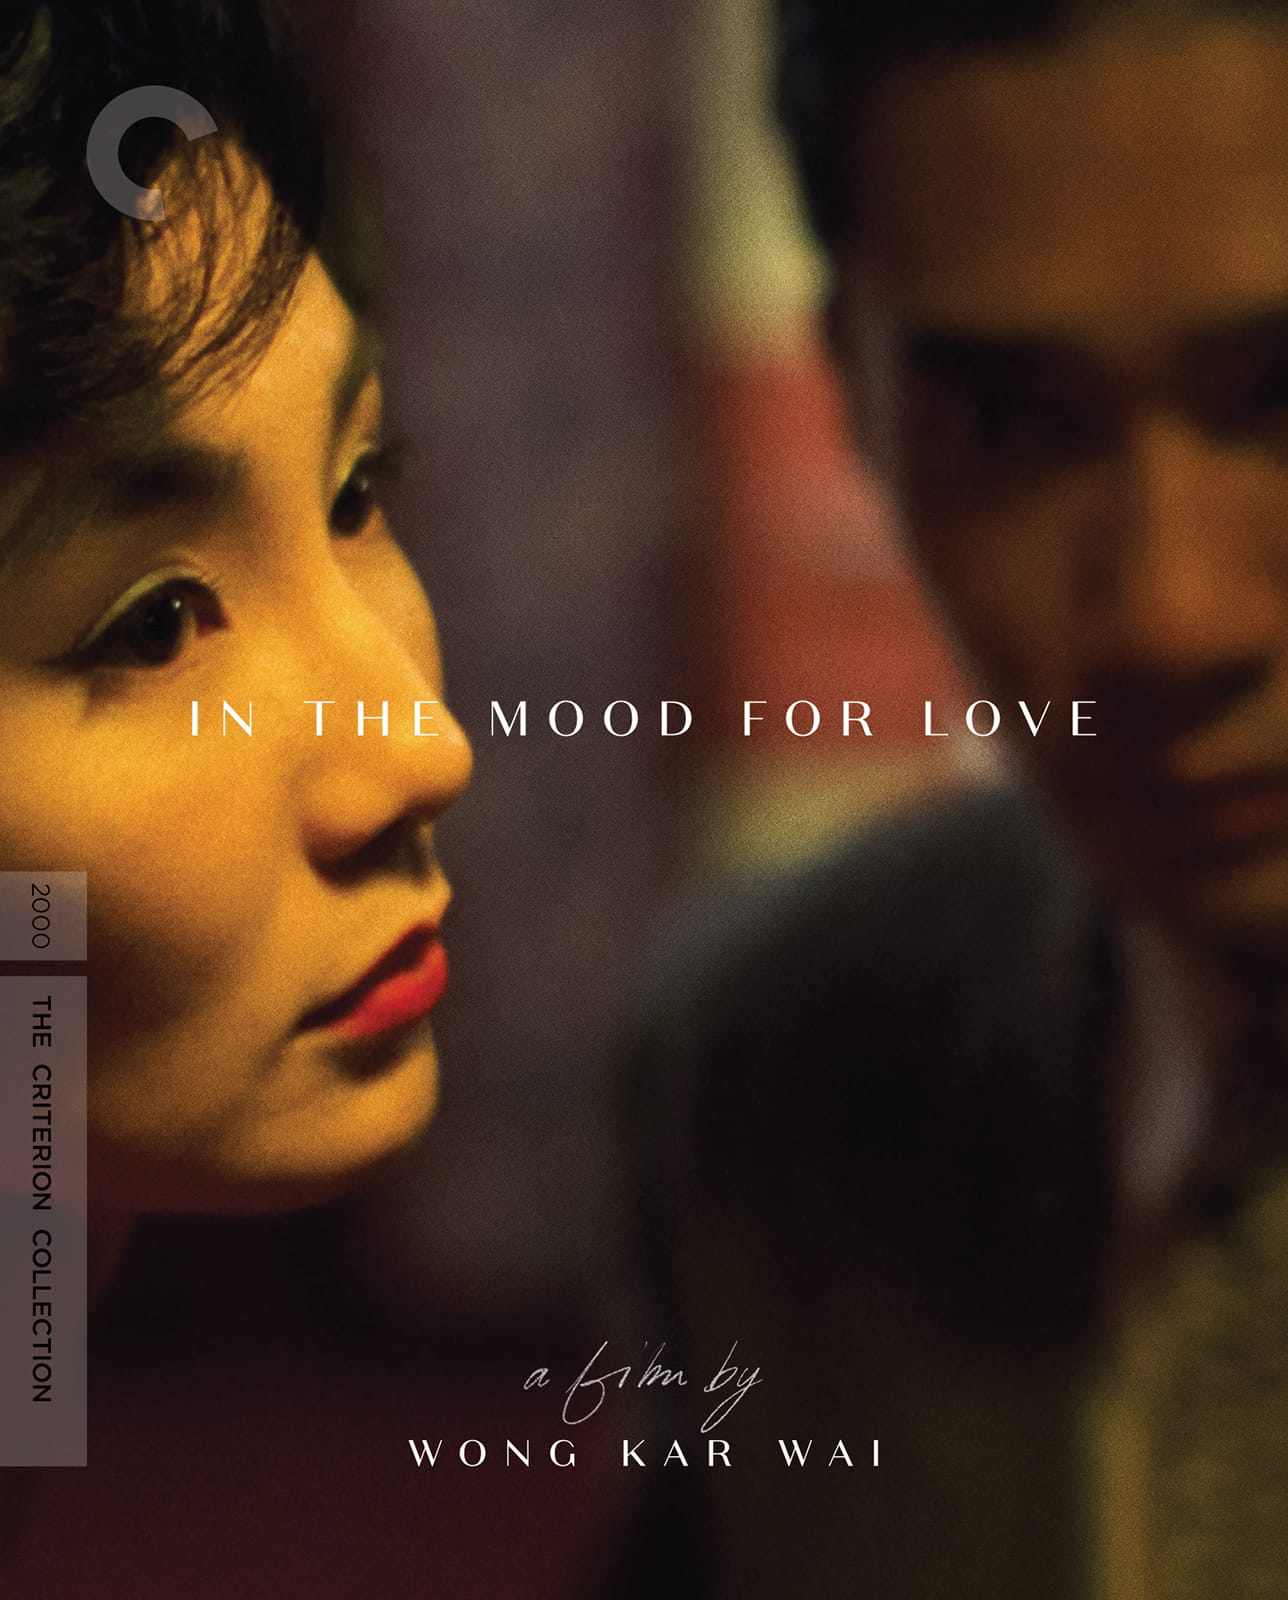 IN THE MOOD FOR LOVE
2000
THE CRITERION COLLECTION
a film by
WONG KAR WAI